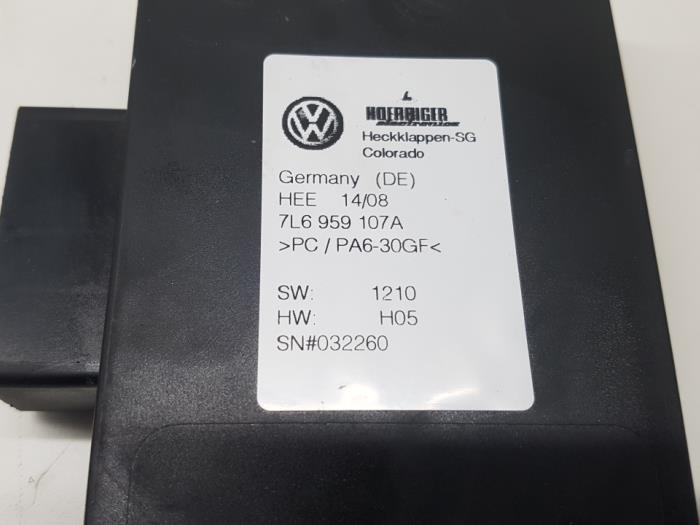 L
HOERBIGER
Heckklappen-SG
Colorado
Germany (DE)
HEE 14/08
7L6 959 107A
>PC / PA6-30GF<
SW: 1210
HW: H05
SN#032260